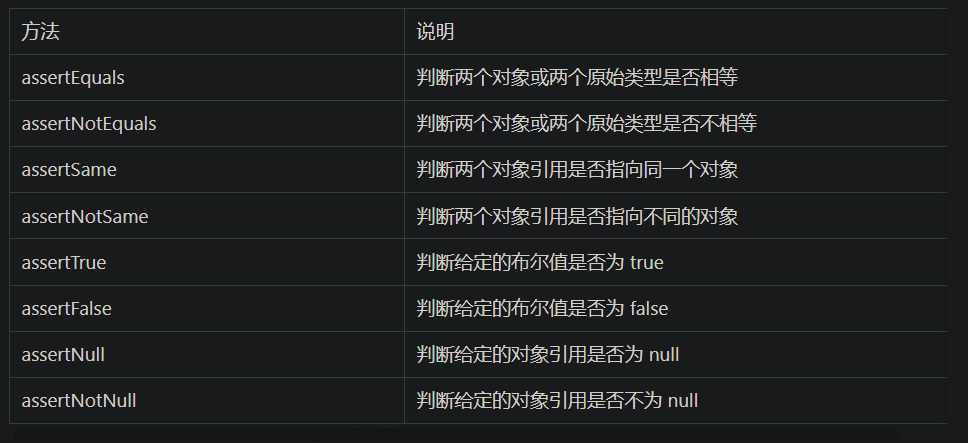 方法 说明
assertEquals 判断两个对象或两个原始类型是否相等
assertNotEquals 判断两个对象或两个原始类型是否不相等
assertSame 判断两个对象引用是否指向同一个对象
assertNotSame 判断两个对象引用是否指向不同的对象
assertTrue 判断给定的布尔值是否为 true
assertFalse 判断给定的布尔值是否为 false
assertNull 判断给定的对象引用是否为 null
assertNotNull 判断给定的对象引用是否不为 null